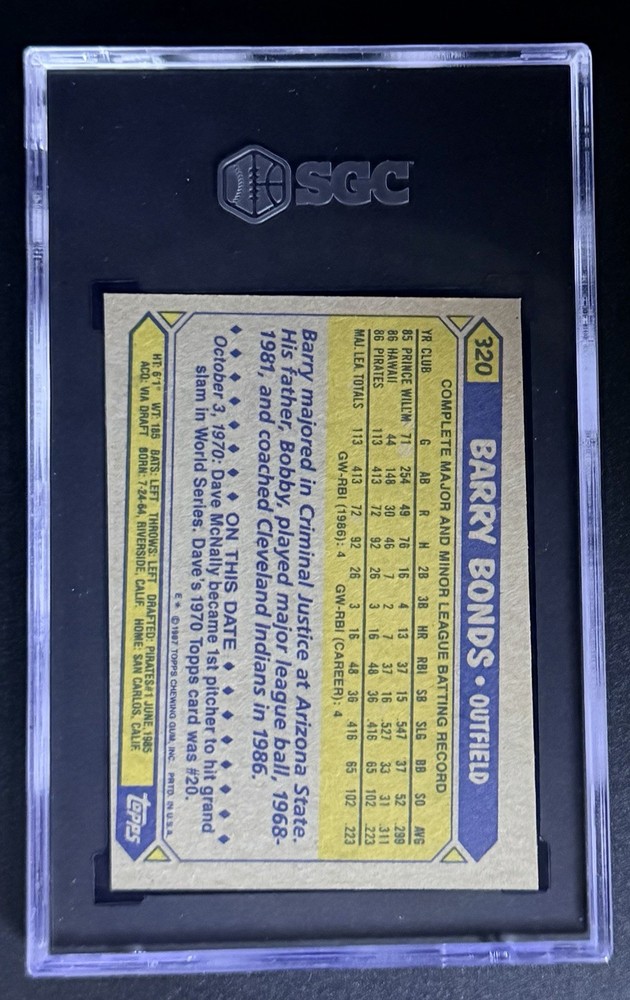 SGC
320
BARRY BONDS • OUTFIELD
COMPLETE MAJOR AND MINOR LEAGUE BATTING RECORD
YR CLUB G AB R H 2B 3B HR RBI SB SLG BB SO AVG
85 PRINCE WILL'M 71 254 49 76 16 4 13 37 15 .547 37 52 .299
86 HAWAII 44 148 30 46 7 2 7 37 16 .527 33 31 .311
86 PIRATES 113 413 72 92 26 3 16 48 36 .416 65 102 .223
MAJ. LEA. TOTALS 113 413 72 92 26 3 16 48 36 .416 65 102 .223
GW-RBI (1986): 4 GW-RBI (CAREER): 4
Barry majored in Criminal Justice at Arizona State.
His father, Bobby, played major league ball, 1968-
1981, and coached Cleveland Indians in 1986.
♦ ♦ ♦ ♦ ♦ ♦ ♦ ON THIS DATE ♦ ♦ ♦ ♦ ♦ ♦ ♦
October 3, 1970: Dave McNally became 1st pitcher to hit grand
slam in World Series. Dave's 1970 Topps card was #20.
E* © 1987 TOPPS CHEWING GUM, INC. PRTD. IN U.S.A.
HT: 6'1" WT: 185 BATS: LEFT THROWS: LEFT DRAFTED: PIRATES #1 JUNE, 1985
ACQ: VIA DRAFT BORN: 7-24-64, RIVERSIDE, CALIF. HOME: SAN CARLOS, CALIF.
TOPPS